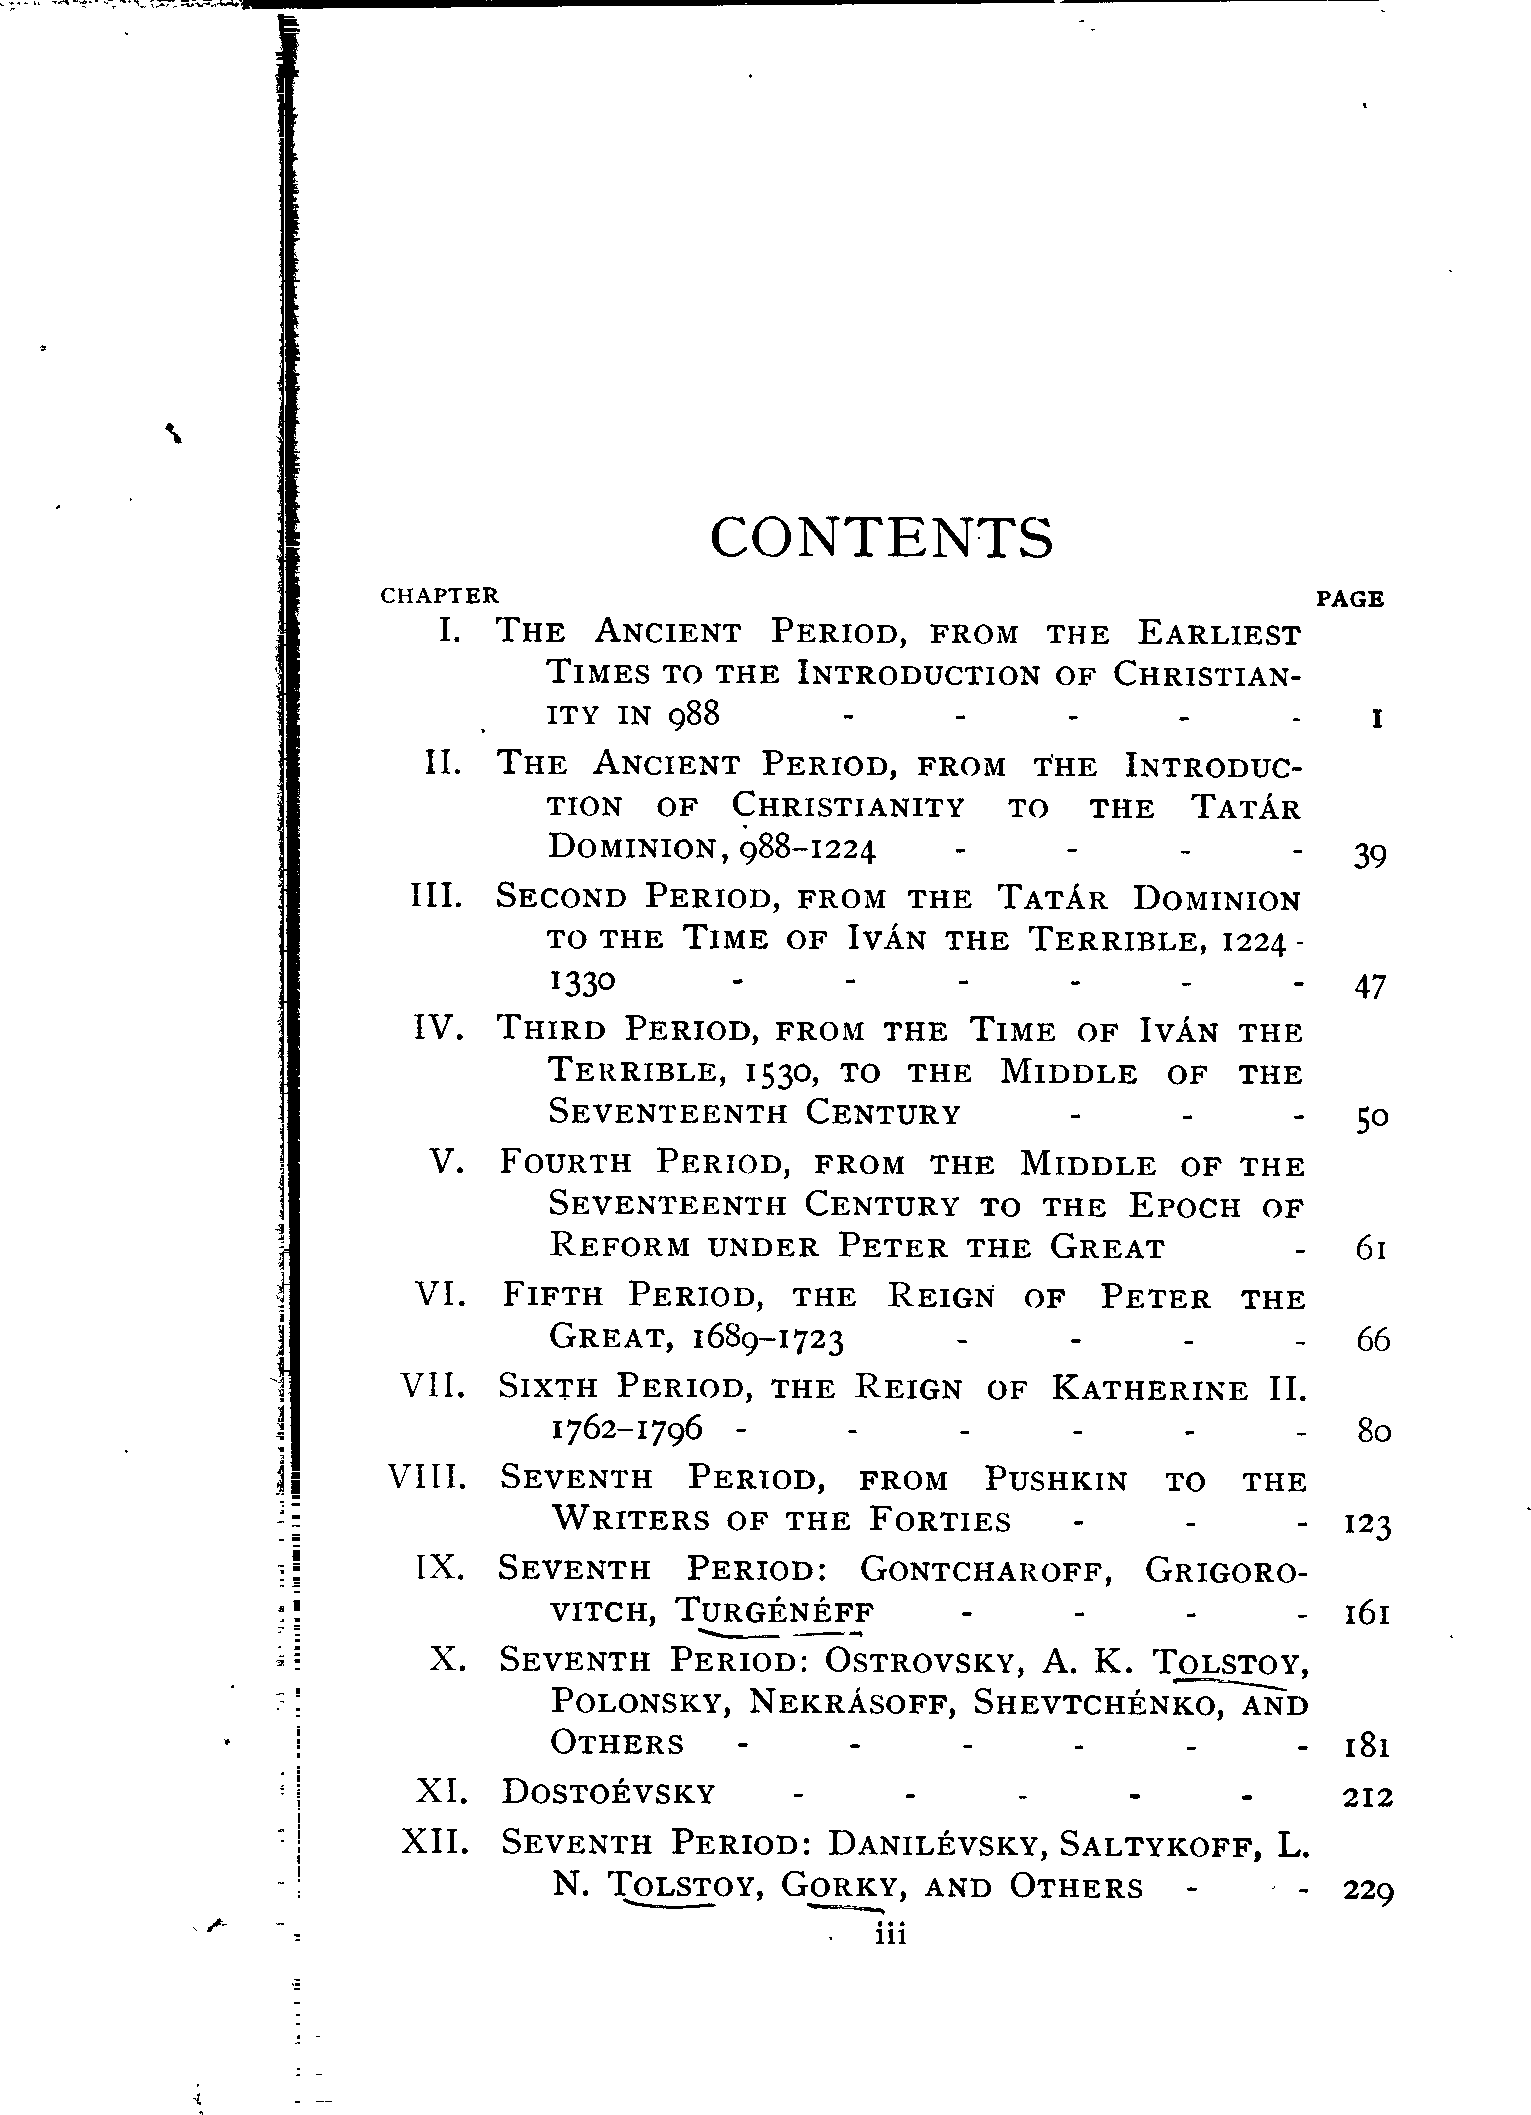 CONTENTS
CHAPTER PAGE
I. THE ANCIENT PERIOD, FROM THE EARLIEST
TIMES TO THE INTRODUCTION OF CHRISTIAN-
ITY IN 988 - - - - - 1
II. THE ANCIENT PERIOD, FROM THE INTRODUC-
TION OF CHRISTIANITY TO THE TATÁR
DOMINION, 988–1224 - - - - 39
III. SECOND PERIOD, FROM THE TATÁR DOMINION
TO THE TIME OF IVÁN THE TERRIBLE, 1224-
1330 - - - - - - 47
IV. THIRD PERIOD, FROM THE TIME OF IVÁN THE
TERRIBLE, 1530, TO THE MIDDLE OF THE
SEVENTEENTH CENTURY - - - 50
V. FOURTH PERIOD, FROM THE MIDDLE OF THE
SEVENTEENTH CENTURY TO THE EPOCH OF
REFORM UNDER PETER THE GREAT - 61
VI. FIFTH PERIOD, THE REIGN OF PETER THE
GREAT, 1689–1723 - - - - 66
VII. SIXTH PERIOD, THE REIGN OF KATHERINE II.
1762–1796 - - - - - - 80
VIII. SEVENTH PERIOD, FROM PUSHKIN TO THE
WRITERS OF THE FORTIES - - - 123
IX. SEVENTH PERIOD: GONTCHAROFF, GRIGORO-
VITCH, TURGÉNÉFF - - - - 161
X. SEVENTH PERIOD: OSTROVSKY, A. K. TOLSTOY,
POLONSKY, NEKRÁSOFF, SHEVTCHÉNKO, AND
OTHERS - - - - - - 181
XI. DOSTOÉVSKY - - - - - 212
XII. SEVENTH PERIOD: DANILÉVSKY, SALTYKOFF, L.
N. TOLSTOY, GORKY, AND OTHERS - - 229
iii